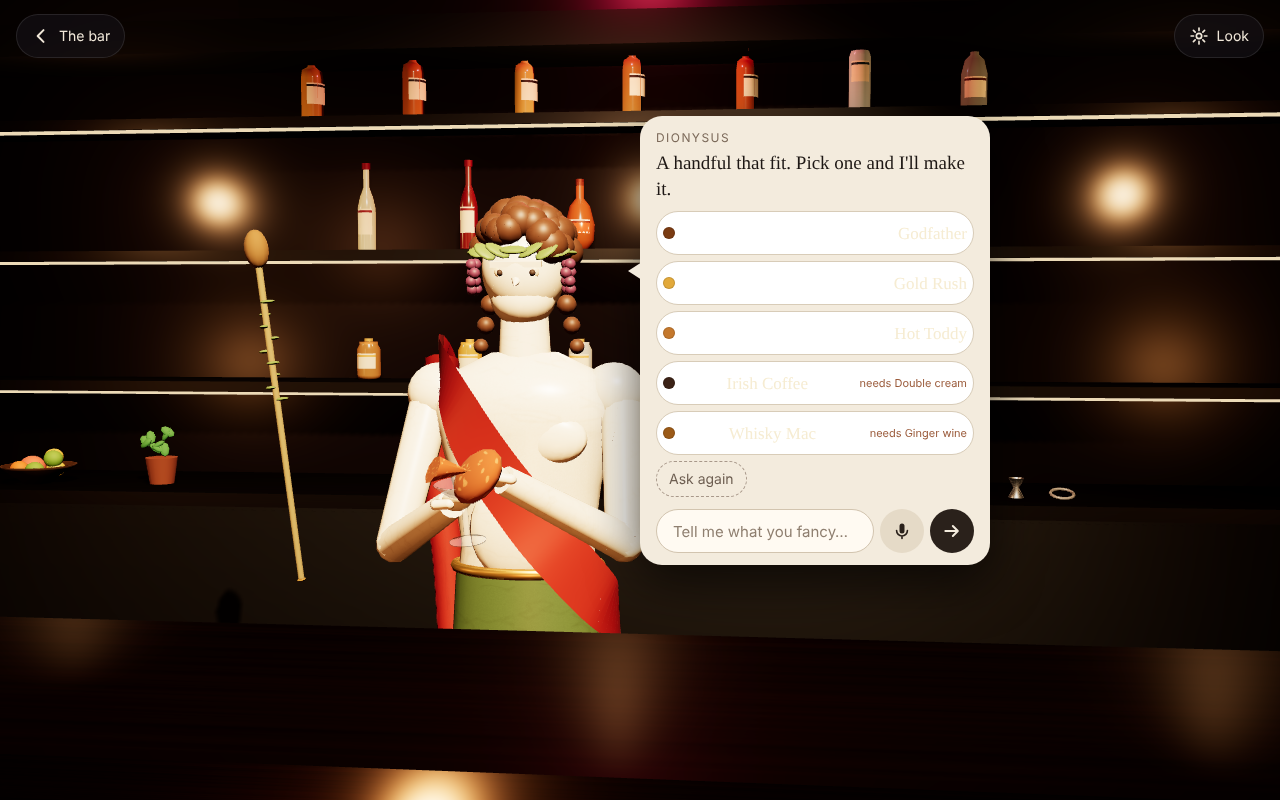 The bar
Look
DIONYSUS
A handful that fit. Pick one and I'll make
it.
Godfather
Gold Rush
Hot Toddy
Irish Coffee needs Double cream
Whisky Mac needs Ginger wine
Ask again
Tell me what you fancy...